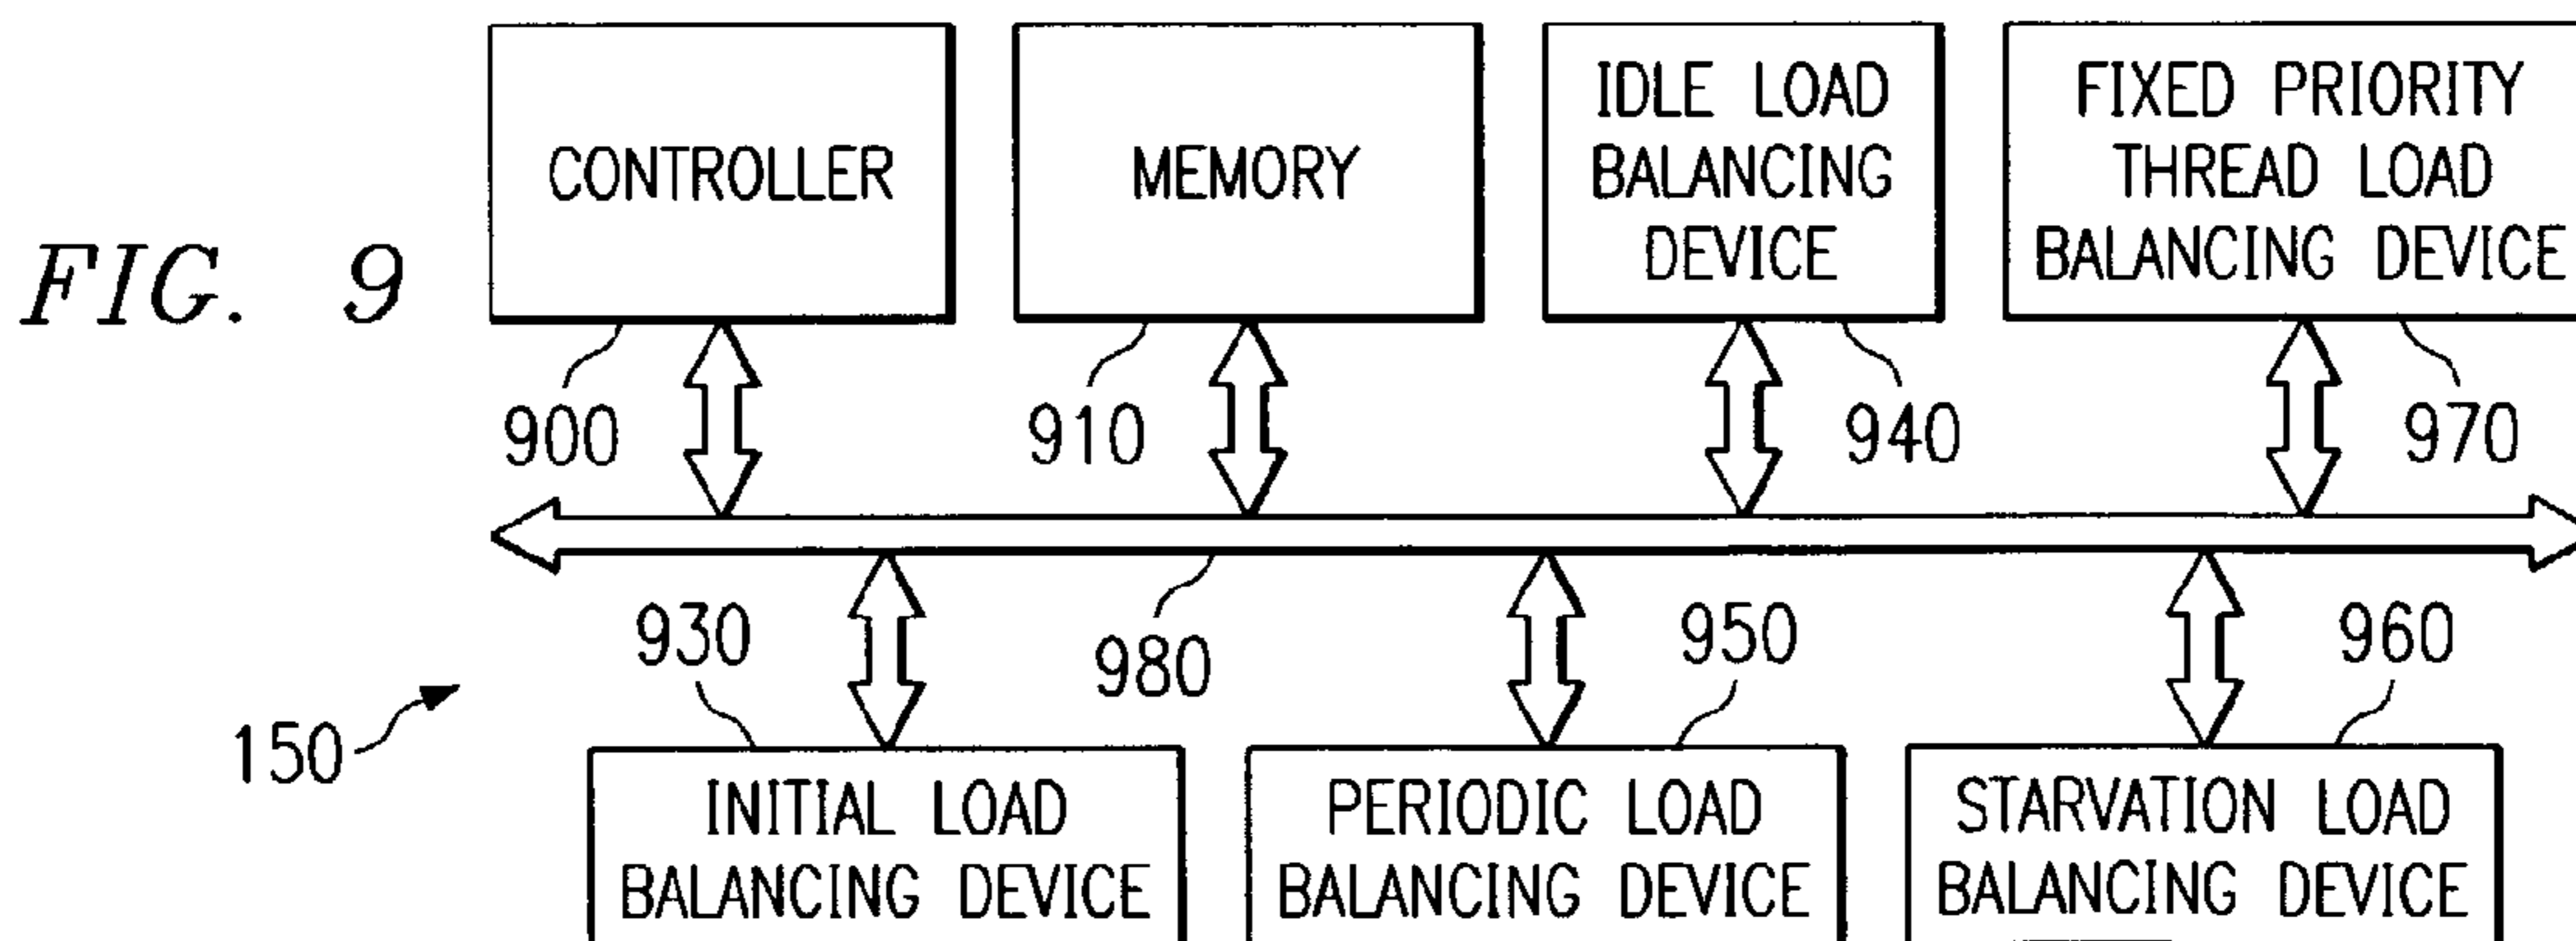 FIG. 9
CONTROLLER
MEMORY
IDLE LOAD
BALANCING
DEVICE
FIXED PRIORITY
THREAD LOAD
BALANCING DEVICE
900
910
940
970
930
980
950
960
150
INITIAL LOAD
BALANCING DEVICE
PERIODIC LOAD
BALANCING DEVICE
STARVATION LOAD
BALANCING DEVICE